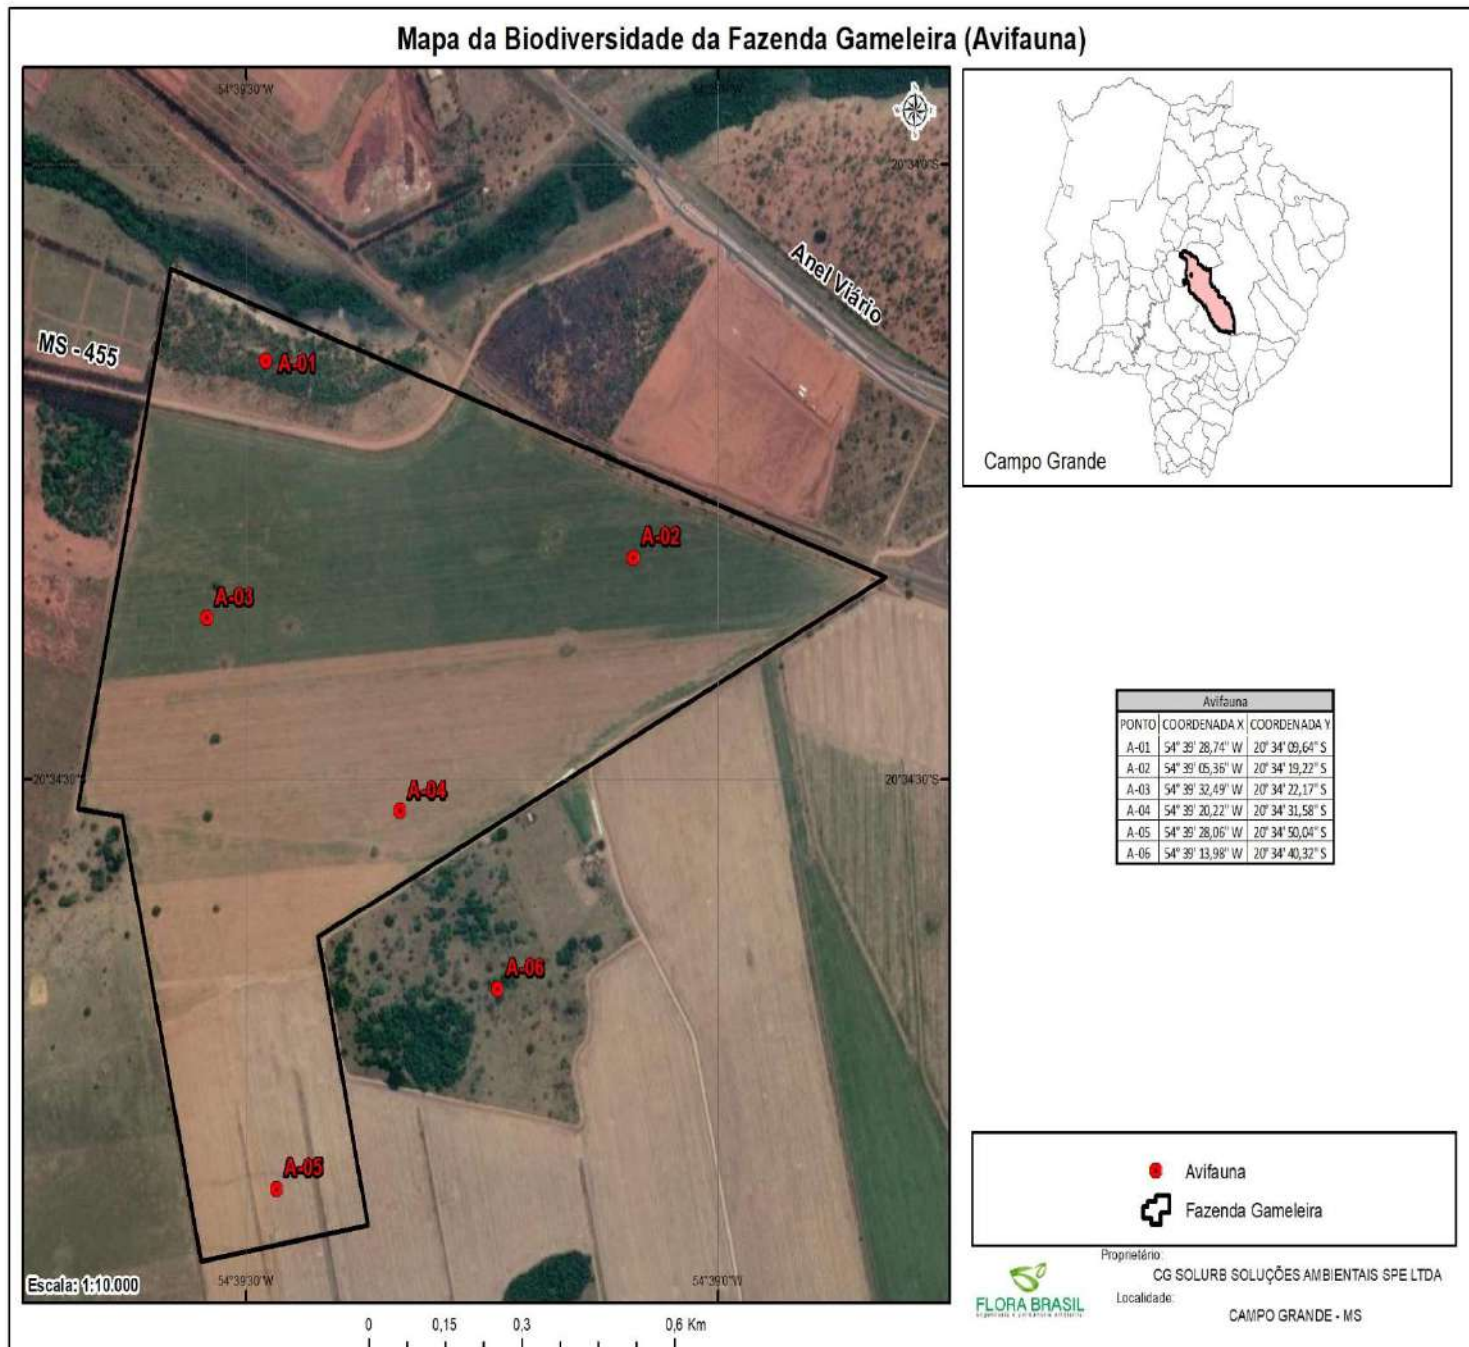 Mapa da Biodiversidade da Fazenda Gameleira (Avifauna)
54°39'30"W
20°34'0"S
Anel Viário
MS - 455
A-01
A-02
A-03
20°34'30"S
20°34'30"S
A-04
A-06
A-05
54°39'30"W
54°39'0"W
Escala: 1:10.000
0 0,15 0,3 0,6 Km
Campo Grande
Avifauna
PONTO COORDENADA X COORDENADA Y
A-01 54° 39' 28,74" W 20° 34' 09,64" S
A-02 54° 39' 05,36" W 20° 34' 19,22" S
A-03 54° 39' 32,49" W 20° 34' 22,17" S
A-04 54° 39' 20,22" W 20° 34' 31,58" S
A-05 54° 39' 28,06" W 20° 34' 50,04" S
A-06 54° 39' 13,98" W 20° 34' 40,32" S
Avifauna
Fazenda Gameleira
FLORA BRASIL
Proprietário:
CG SOLURB SOLUÇÕES AMBIENTAIS SPE LTDA
Localidade:
CAMPO GRANDE - MS